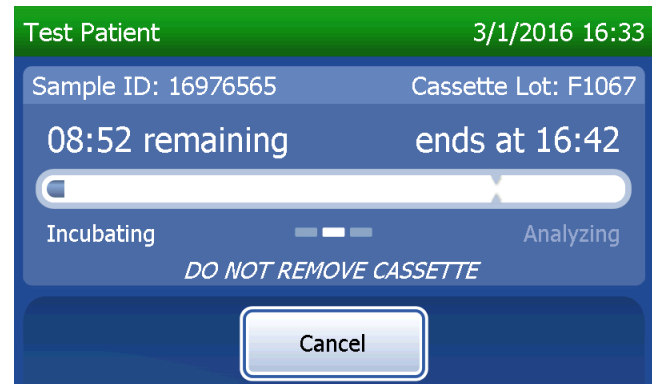 Test Patient 3/1/2016 16:33
Sample ID: 16976565 Cassette Lot: F1067
08:52 remaining ends at 16:42
Incubating Analyzing
DO NOT REMOVE CASSETTE
Cancel